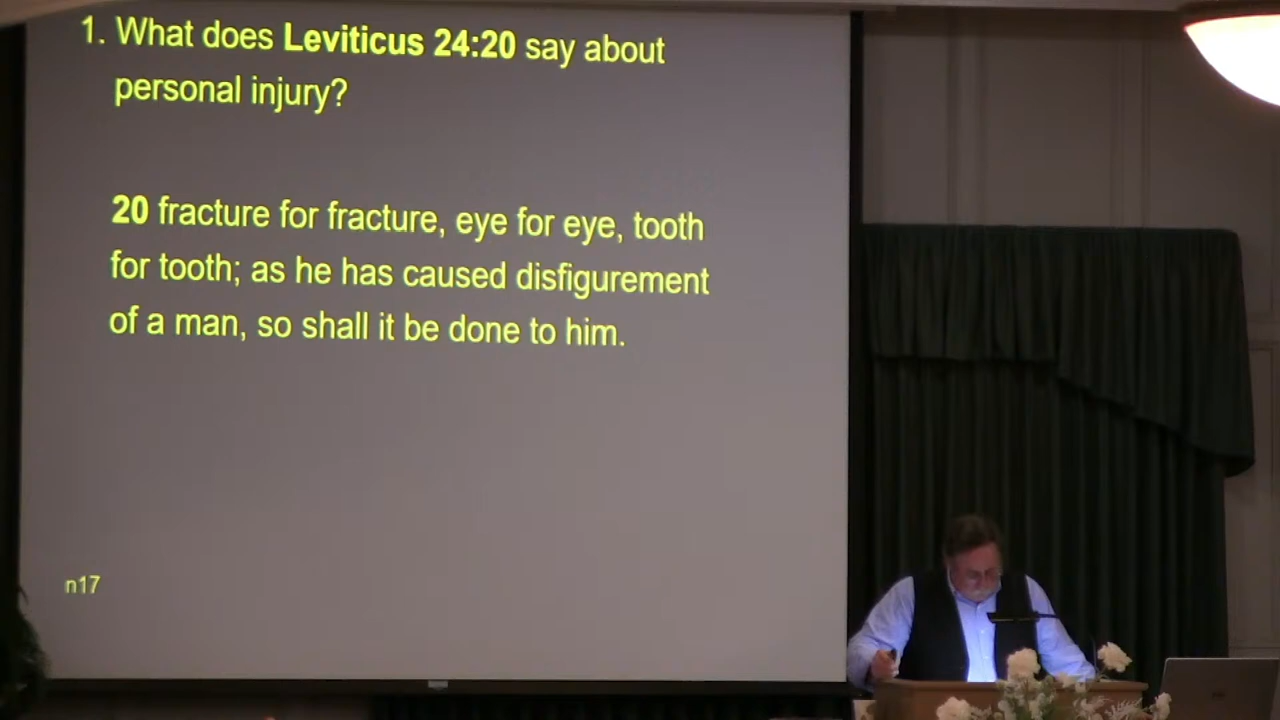 1. What does Leviticus 24:20 say about
personal injury?
20 fracture for fracture, eye for eye, tooth
for tooth; as he has caused disfigurement
of a man, so shall it be done to him.
n17